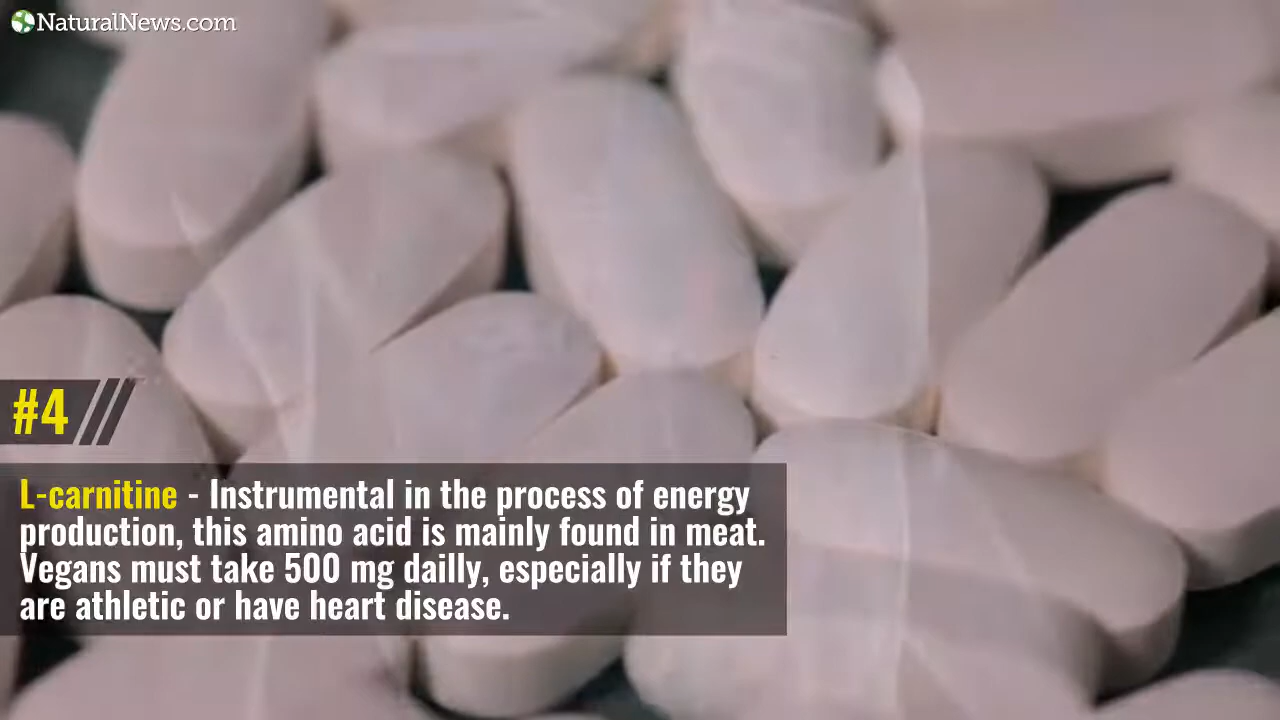 NaturalNews.com
#4
L-carnitine - Instrumental in the process of energy
production, this amino acid is mainly found in meat.
Vegans must take 500 mg dailly, especially if they
are athletic or have heart disease.